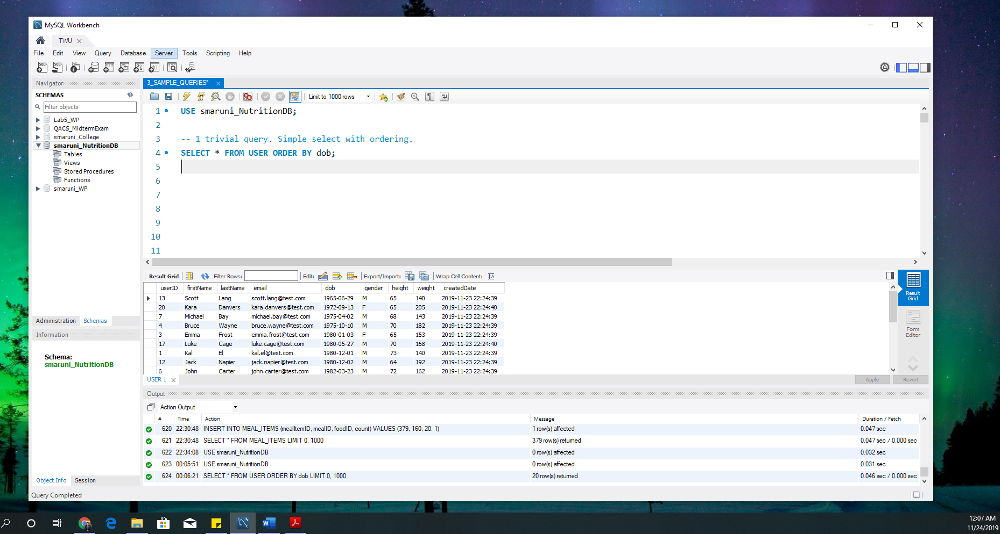 MySQL Workbench
TWU
File Edit View Query Database Server Tools Scripting Help
Navigator
SCHEMAS
Filter objects
Lab5_WP
QACS_MidtermExam
smaruni_College
smaruni_NutritionDB
Tables
Views
Stored Procedures
Functions
smaruni_WP
Administration Schemas
Information
Schema:
smaruni_NutritionDB
Object Info Session
3_SAMPLE_QUERIES*
Limit to 1000 rows
1 USE smaruni_NutritionDB;
2
3 -- 1 trivial query. Simple select with ordering.
4 SELECT * FROM USER ORDER BY dob;
5
6
7
8
9
10
11
Result Grid Filter Rows: Edit: Export/Import: Wrap Cell Content:
userID firstName lastName email dob gender height weight createdDate
13 Scott Lang scott.lang@test.com 1965-06-29 M 65 140 2019-11-23 22:24:39
20 Kara Danvers kara.danvers@test.com 1972-09-13 F 65 205 2019-11-23 22:24:40
7 Michael Bay michael.bay@test.com 1975-04-02 M 68 143 2019-11-23 22:24:39
4 Bruce Wayne bruce.wayne@test.com 1975-10-10 M 70 182 2019-11-23 22:24:39
3 Emma Frost emma.frost@test.com 1980-01-03 F 65 153 2019-11-23 22:24:39
17 Luke Cage luke.cage@test.com 1980-05-27 M 70 168 2019-11-23 22:24:40
1 Kal El kal.el@test.com 1980-12-01 M 73 140 2019-11-23 22:24:39
12 Jack Napier jack.napier@test.com 1980-12-02 M 64 192 2019-11-23 22:24:39
6 John Carter john.carter@test.com 1982-03-23 M 72 162 2019-11-23 22:24:39
Result
Grid
Form
Editor
USER 1
Apply Revert
Output
Action Output
# Time Action Message Duration / Fetch
620 22:30:48 INSERT INTO MEAL_ITEMS (mealItemID, mealID, foodID, count) VALUES (379, 160, 20, 1) 1 row(s) affected 0.047 sec
621 22:30:48 SELECT * FROM MEAL_ITEMS LIMIT 0, 1000 379 row(s) returned 0.047 sec / 0.000 sec
622 22:34:08 USE smaruni_NutritionDB 0 row(s) affected 0.032 sec
623 00:05:51 USE smaruni_NutritionDB 0 row(s) affected 0.031 sec
624 00:06:21 SELECT * FROM USER ORDER BY dob LIMIT 0, 1000 20 row(s) returned 0.046 sec / 0.000 sec
Query Completed
12:07 AM
11/24/2019